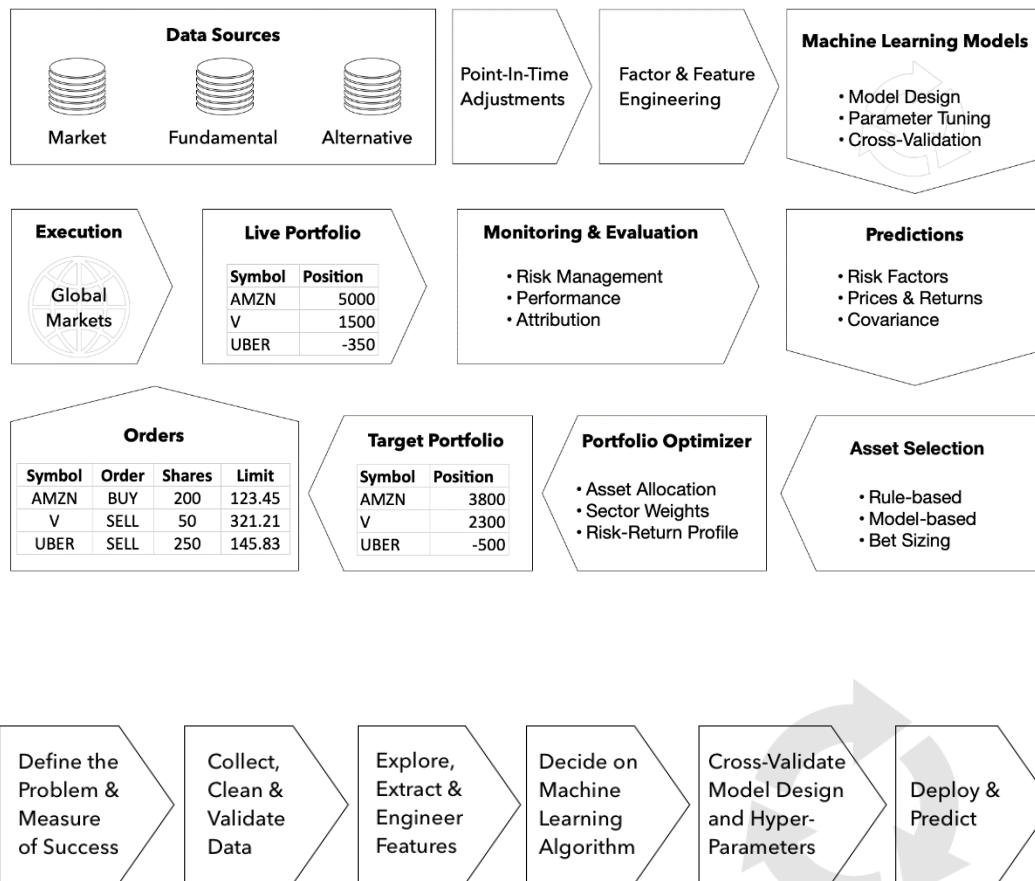 Data Sources
Market Fundamental Alternative
Point-In-Time
Adjustments
Factor & Feature
Engineering
Machine Learning Models
• Model Design
• Parameter Tuning
• Cross-Validation
Execution
Global
Markets
Live Portfolio
Symbol Position
AMZN 5000
V 1500
UBER -350
Monitoring & Evaluation
• Risk Management
• Performance
• Attribution
Predictions
• Risk Factors
• Prices & Returns
• Covariance
Orders
Symbol Order Shares Limit
AMZN BUY 200 123.45
V SELL 50 321.21
UBER SELL 250 145.83
Target Portfolio
Symbol Position
AMZN 3800
V 2300
UBER -500
Portfolio Optimizer
• Asset Allocation
• Sector Weights
• Risk-Return Profile
Asset Selection
• Rule-based
• Model-based
• Bet Sizing
Define the
Problem &
Measure
of Success
Collect,
Clean &
Validate
Data
Explore,
Extract &
Engineer
Features
Decide on
Machine
Learning
Algorithm
Cross-Validate
Model Design
and Hyper-
Parameters
Deploy &
Predict